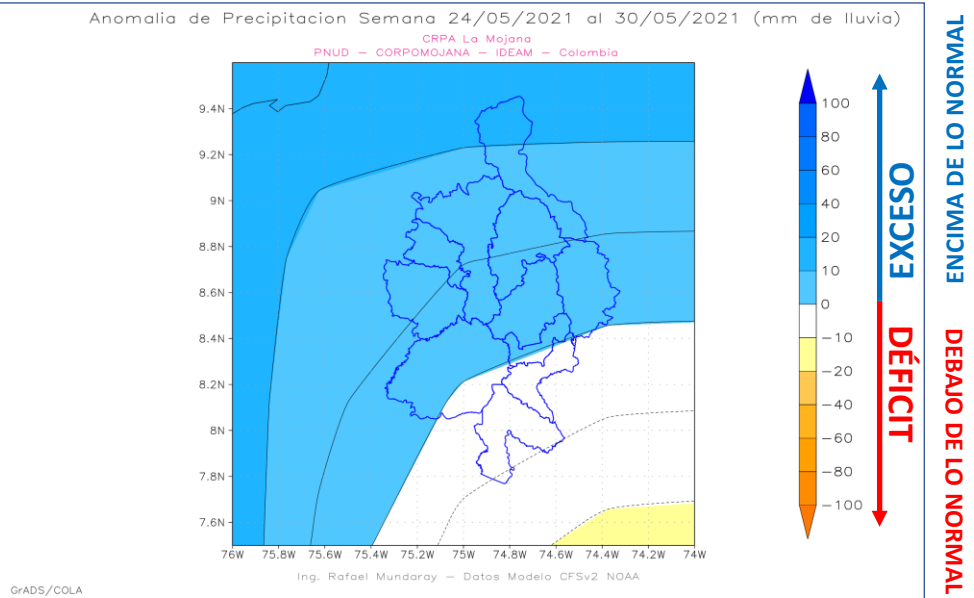 Anomalia de Precipitacion Semana 24/05/2021 al 30/05/2021 (mm de lluvia)
CRPA La Mojana
PNUD – CORPOMOJANA – IDEAM – Colombia
9.4N
9.2N
9N
8.8N
8.6N
8.4N
8.2N
8N
7.8N
7.6N
76W 75.8W 75.6W 75.4W 75.2W 75W 74.8W 74.6W 74.4W 74.2W 74W
100
80
60
40
20
10
0
−10
−20
−40
−60
−80
−100
EXCESO
DÉFICIT
ENCIMA DE LO NORMAL
DEBAJO DE LO NORMAL
Ing. Rafael Mundaray – Datos Modelo CFSv2 NOAA
GrADS/COLA